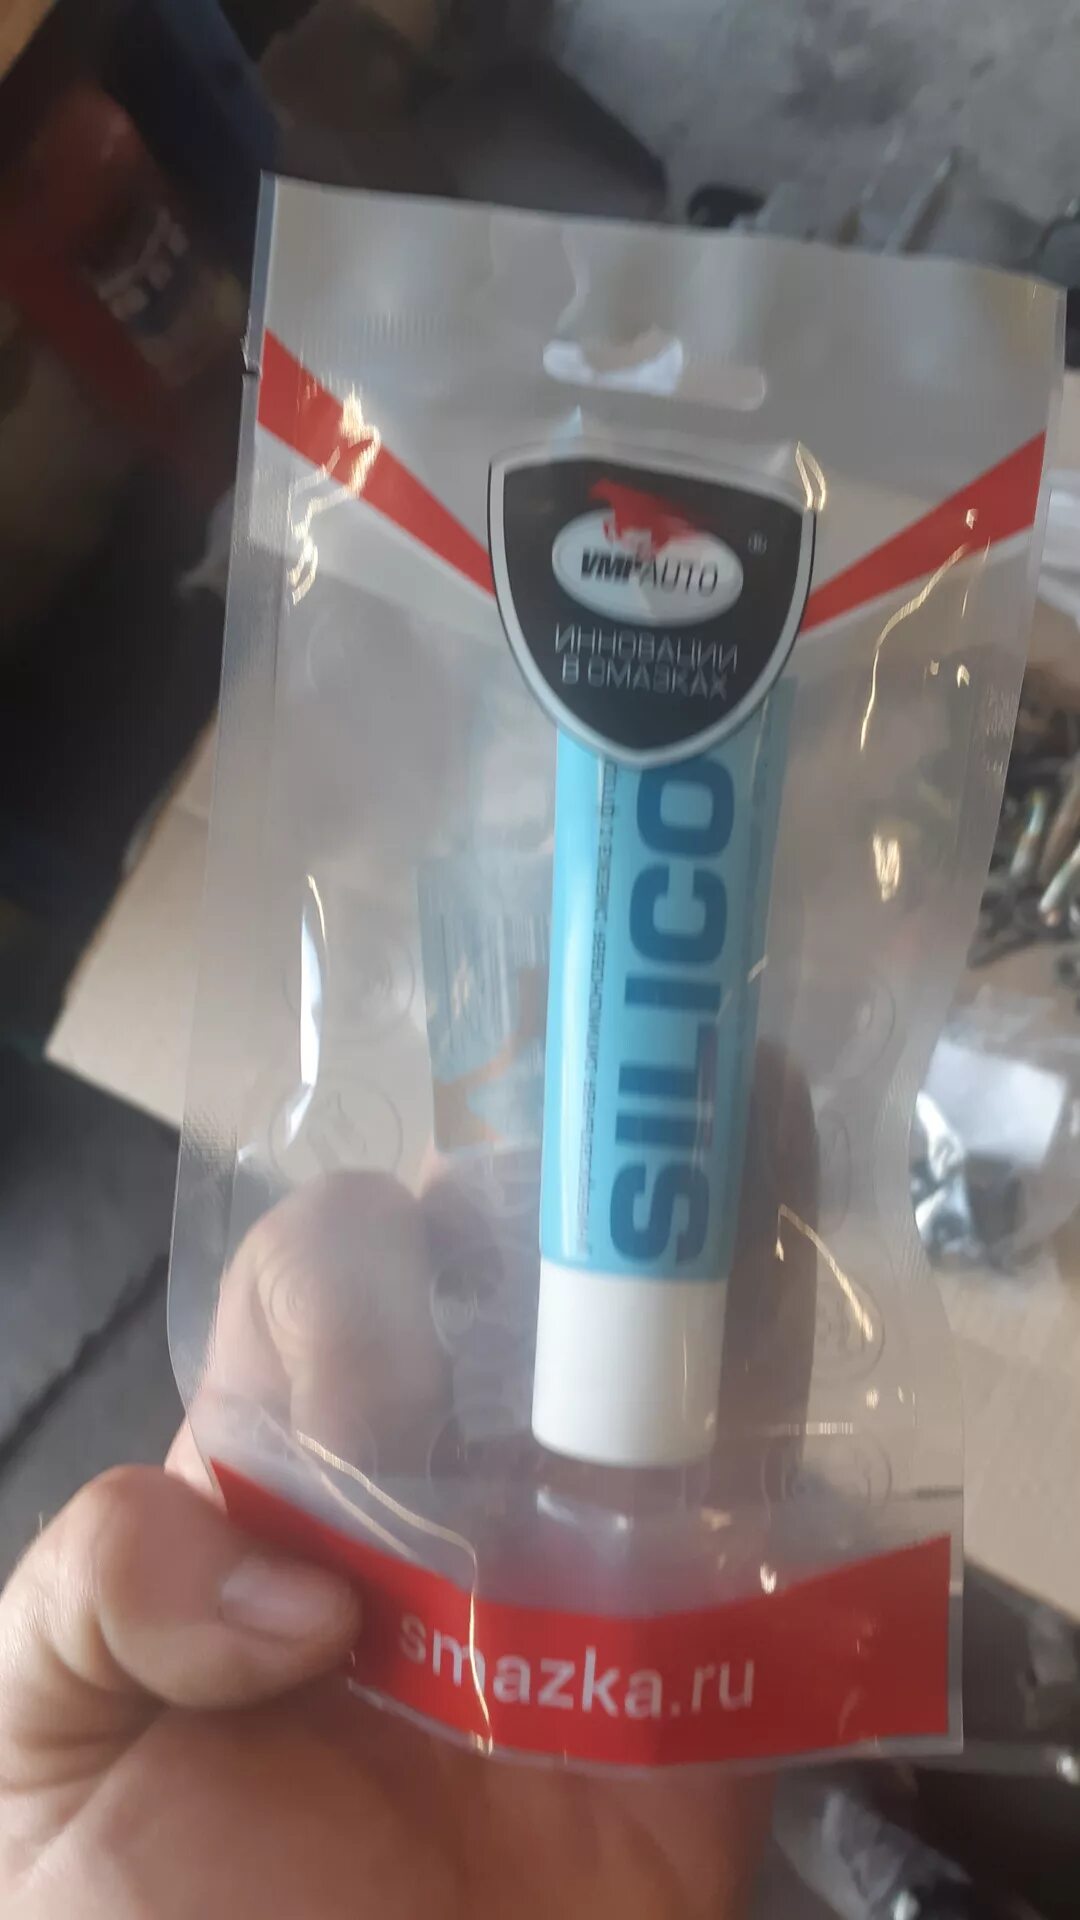 VMPAUTO
®
ИННОВАЦИИ
В СМАЗКАХ
SILICO
smazka.ru